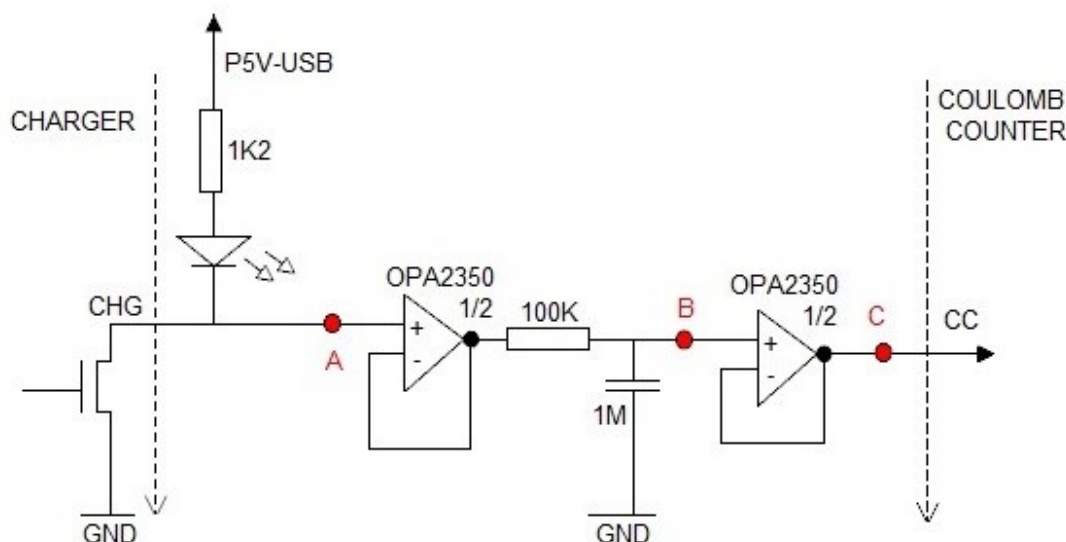 P5V-USB
CHARGER
1K2
COULOMB
COUNTER
OPA2350
1/2
OPA2350
1/2
CHG
+
-
A
100K
B
+
-
C
CC
1M
GND
GND